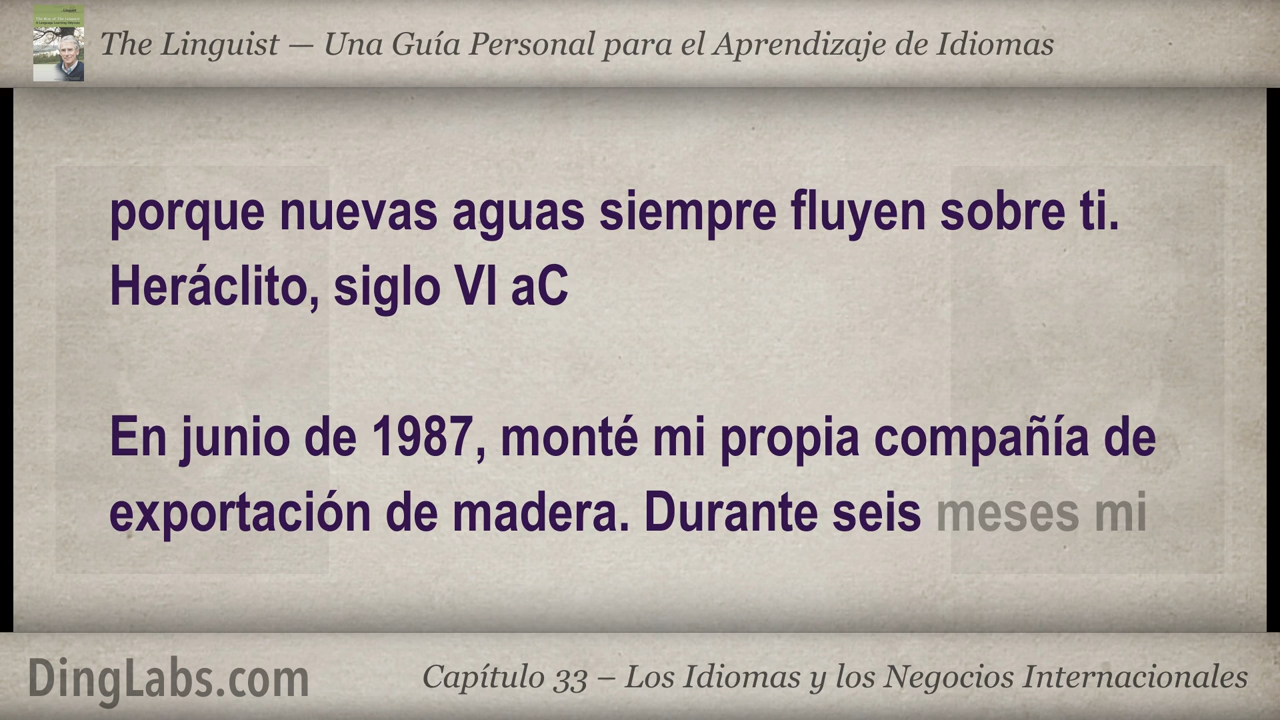 The Linguist — Una Guía Personal para el Aprendizaje de Idiomas
porque nuevas aguas siempre fluyen sobre ti.
Heráclito, siglo VI aC
En junio de 1987, monté mi propia compañía de
exportación de madera. Durante seis meses mi
DingLabs.com
Capítulo 33 – Los Idiomas y los Negocios Internacionales